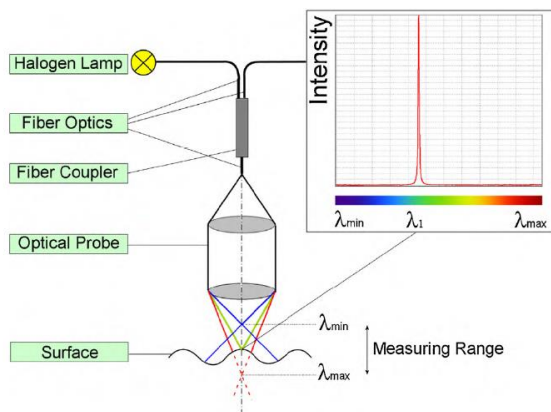 Halogen Lamp
Fiber Optics
Fiber Coupler
Optical Probe
Surface
Intensity
λmin
λ1
λmax
λmin
Measuring Range
λmax